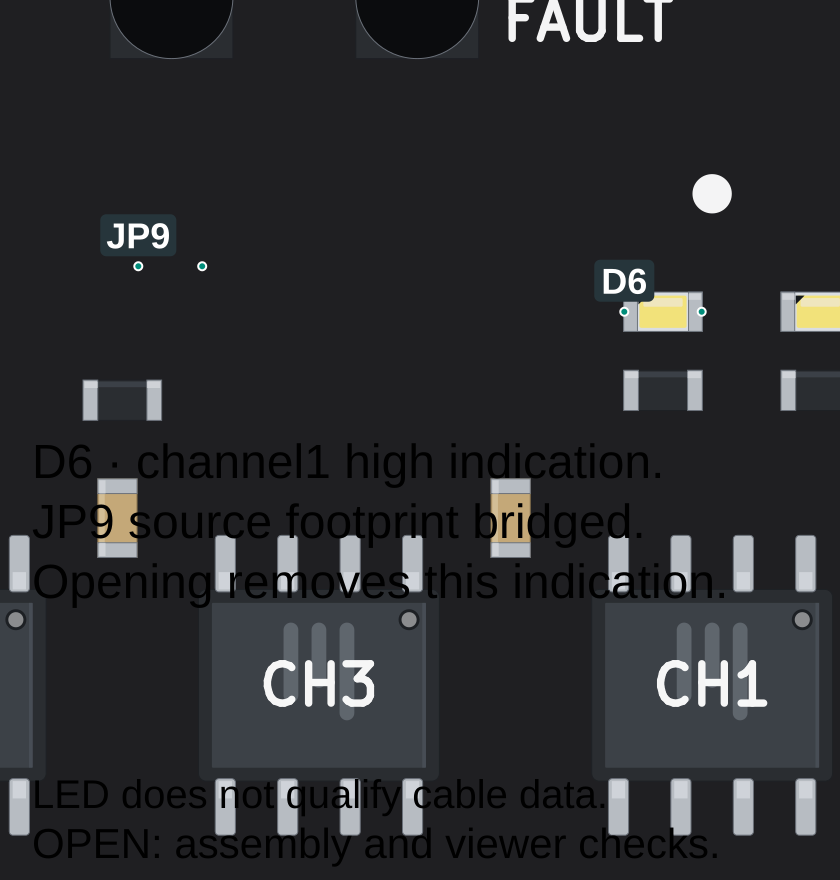 FAULT
JP9
D6
D6 · channel1 high indication.
JP9 source footprint bridged.
Opening removes this indication.
CH3
CH1
LED does not qualify cable data.
OPEN: assembly and viewer checks.